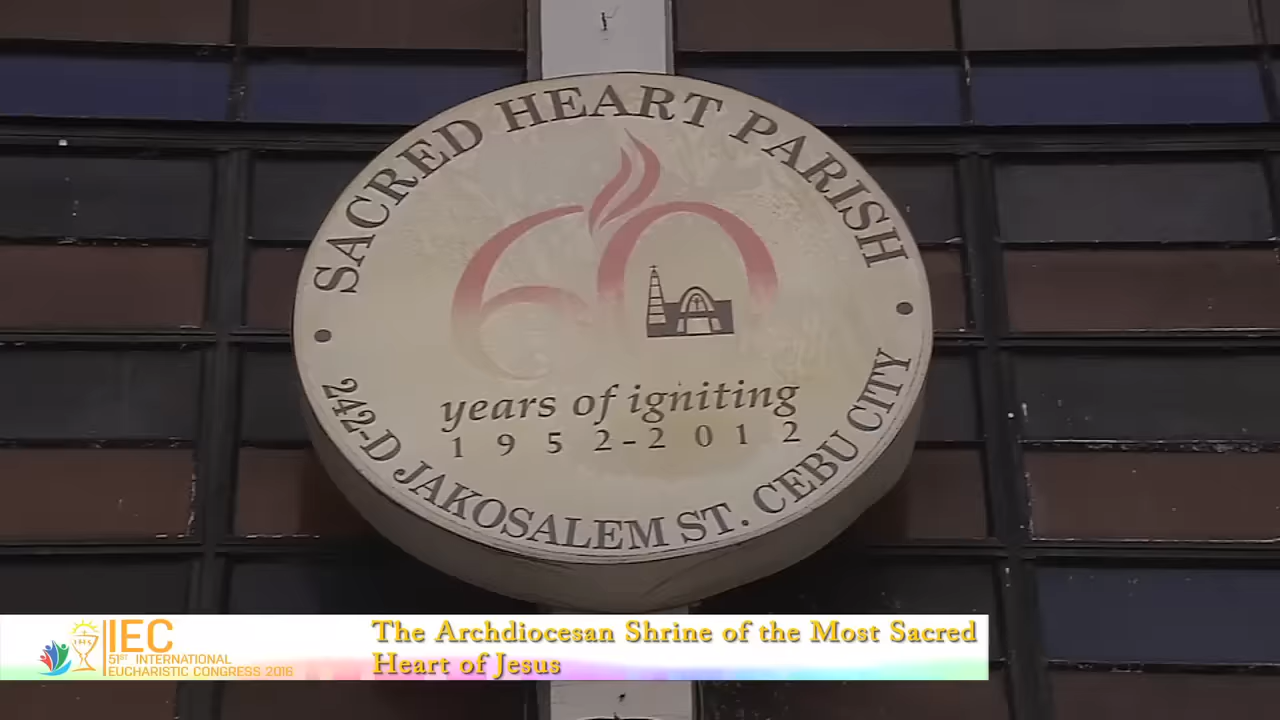 SACRED HEART PARISH
60
years of igniting
1952-2012
242-D JAKOSALEM ST. CEBU CITY
IEC
51ST INTERNATIONAL
EUCHARISTIC CONGRESS 2016
The Archdiocesan Shrine of the Most Sacred
Heart of Jesus